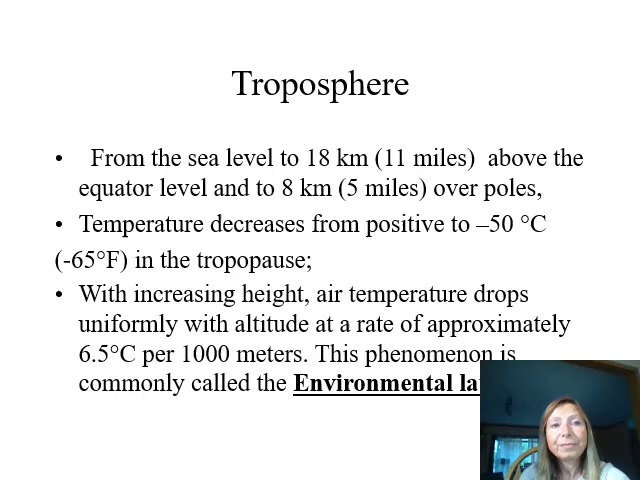 Troposphere
• From the sea level to 18 km (11 miles) above the
equator level and to 8 km (5 miles) over poles,
• Temperature decreases from positive to –50 °C
(-65°F) in the tropopause;
• With increasing height, air temperature drops
uniformly with altitude at a rate of approximately
6.5°C per 1000 meters. This phenomenon is
commonly called the Environmental